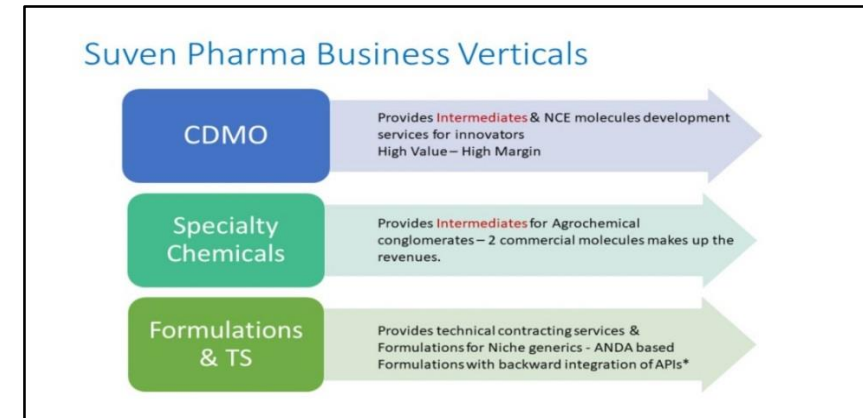 Suven Pharma Business Verticals
CDMO
Provides Intermediates & NCE molecules development
services for innovators
High Value – High Margin
Specialty
Chemicals
Provides Intermediates for Agrochemical
conglomerates – 2 commercial molecules makes up the
revenues.
Formulations
& TS
Provides technical contracting services &
Formulations for Niche generics - ANDA based
Formulations with backward integration of APIs*